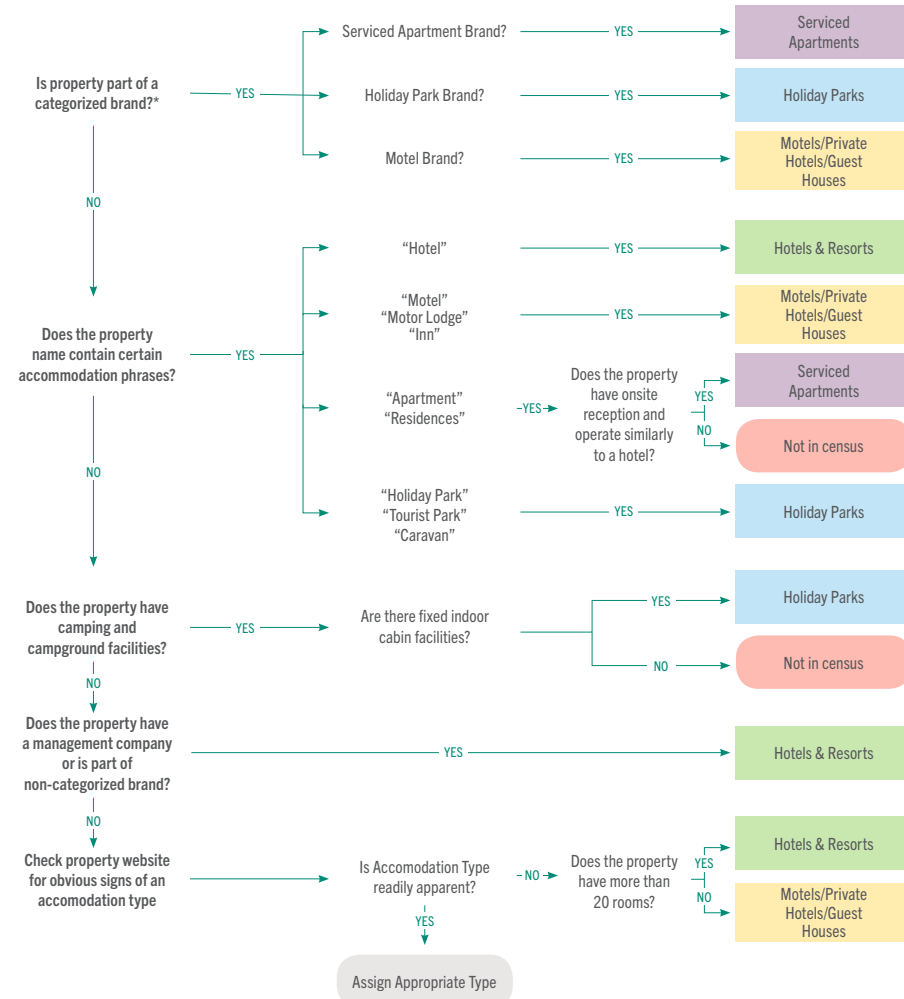 Serviced Apartment Brand?
YES
Serviced
Apartments
Is property part of a
categorized brand?*
YES
Holiday Park Brand?
YES
Holiday Parks
Motel Brand?
YES
Motels/Private
Hotels/Guest
Houses
NO
“Hotel”
YES
Hotels & Resorts
Does the property
name contain certain
accommodation phrases?
YES
“Motel”
“Motor Lodge”
“Inn”
YES
Motels/Private
Hotels/Guest
Houses
“Apartment”
“Residences”
YES
Does the property
have onsite
reception and
operate similarly
to a hotel?
YES
Serviced
Apartments
NO
Not in census
NO
“Holiday Park”
“Tourist Park”
“Caravan”
YES
Holiday Parks
Does the property have
camping and
campground facilities?
YES
Are there fixed indoor
cabin facilities?
YES
Holiday Parks
NO
Not in census
NO
Does the property have
a management company
or is part of
non-categorized brand?
YES
Hotels & Resorts
NO
Check property website
for obvious signs of an
accomodation type
Is Accomodation Type
readily apparent?
NO
Does the property
have more than
20 rooms?
YES
Hotels & Resorts
NO
Motels/Private
Hotels/Guest
Houses
YES
Assign Appropriate Type